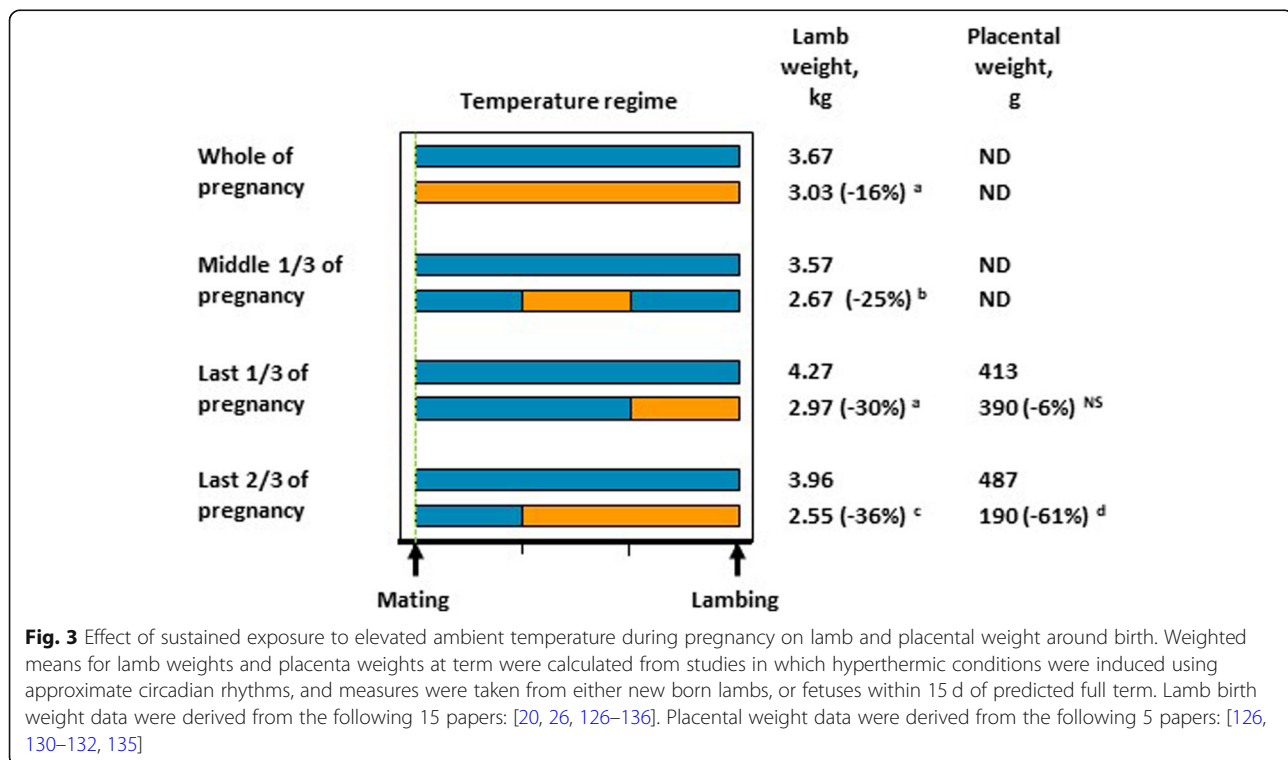 Lamb weight, kg
Placental weight, g
Temperature regime
Whole of pregnancy
3.67 ND
3.03 (-16%) a ND
Middle 1/3 of pregnancy
3.57 ND
2.67 (-25%) b ND
Last 1/3 of pregnancy
4.27 413
2.97 (-30%) a 390 (-6%) NS
Last 2/3 of pregnancy
3.96 487
2.55 (-36%) c 190 (-61%) d
Mating Lambing
Fig. 3 Effect of sustained exposure to elevated ambient temperature during pregnancy on lamb and placental weight around birth. Weighted
means for lamb weights and placenta weights at term were calculated from studies in which hyperthermic conditions were induced using
approximate circadian rhythms, and measures were taken from either new born lambs, or fetuses within 15 d of predicted full term. Lamb birth
weight data were derived from the following 15 papers: [20, 26, 126–136]. Placental weight data were derived from the following 5 papers: [126,
130–132, 135]